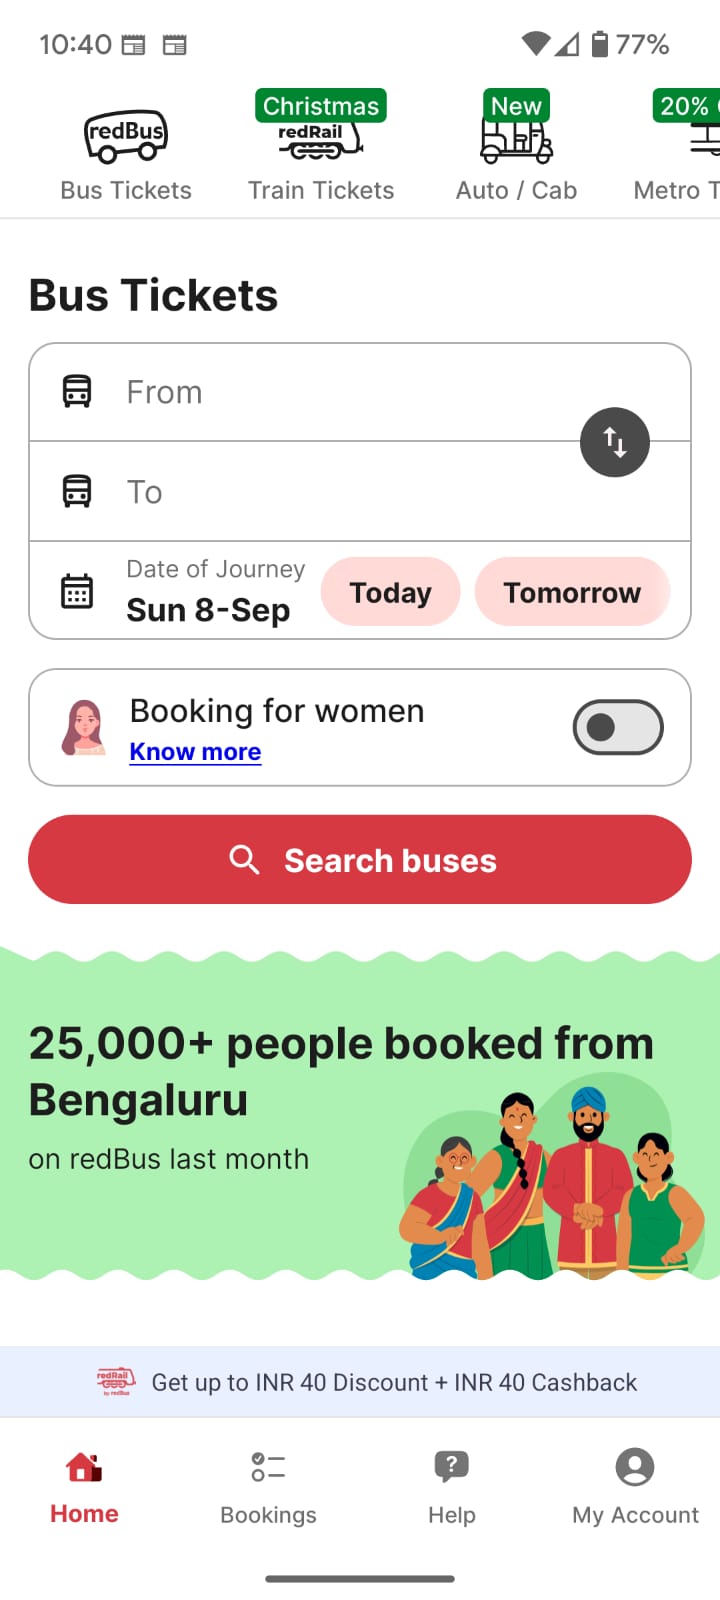 10:40
77%
Christmas
New
20%
redBus
redRail
Bus Tickets
Train Tickets
Auto / Cab
Metro T
Bus Tickets
From
To
Date of Journey
Sun 8-Sep
Today
Tomorrow
Booking for women
Know more
Search buses
25,000+ people booked from
Bengaluru
on redBus last month
redRail
by redBus
Get up to INR 40 Discount + INR 40 Cashback
Home
Bookings
Help
My Account